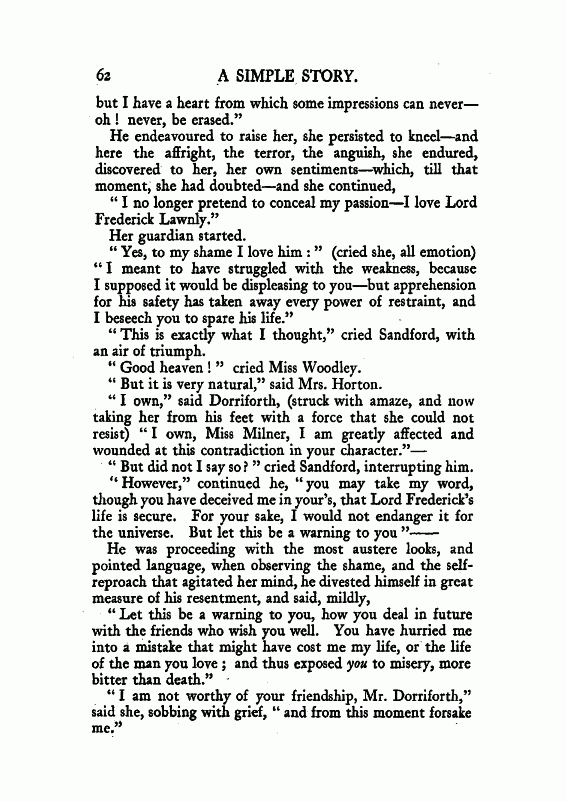 62 A SIMPLE STORY.
but I have a heart from which some impressions can never—
oh ! never, be erased.”
He endeavoured to raise her, she persisted to kneel—and
here the affright, the terror, the anguish, she endured,
discovered to her, her own sentiments—which, till that
moment, she had doubted—and she continued,
“ I no longer pretend to conceal my passion—I love Lord
Frederick Lawnly.”
Her guardian started.
“ Yes, to my shame I love him : ” (cried she, all emotion)
“ I meant to have struggled with the weakness, because
I supposed it would be displeasing to you—but apprehension
for his safety has taken away every power of restraint, and
I beseech you to spare his life.”
“ This is exactly what I thought,” cried Sandford, with
an air of triumph.
“ Good heaven ! ” cried Miss Woodley.
“ But it is very natural,” said Mrs. Horton.
“ I own,” said Dorriforth, (struck with amaze, and now
taking her from his feet with a force that she could not
resist) “ I own, Miss Milner, I am greatly affected and
wounded at this contradiction in your character.”—
“ But did not I say so ? ” cried Sandford, interrupting him.
“ However,” continued he, “ you may take my word,
though you have deceived me in your’s, that Lord Frederick’s
life is secure. For your sake, I would not endanger it for
the universe. But let this be a warning to you ”——
He was proceeding with the most austere looks, and
pointed language, when observing the shame, and the self-
reproach that agitated her mind, he divested himself in great
measure of his resentment, and said, mildly,
“ Let this be a warning to you, how you deal in future
with the friends who wish you well. You have hurried me
into a mistake that might have cost me my life, or the life
of the man you love ; and thus exposed you to misery, more
bitter than death.”
“ I am not worthy of your friendship, Mr. Dorriforth,”
said she, sobbing with grief, “ and from this moment forsake
me.”